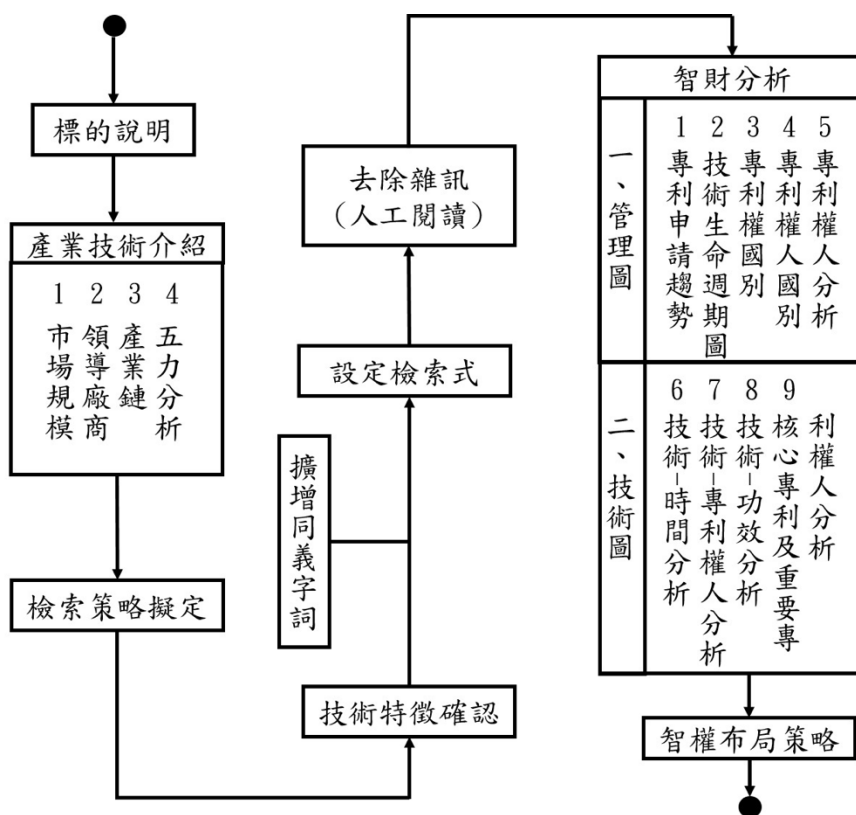 標的說明
產業技術介紹
1 市場規模
2 領導廠商
3 產業鏈
4 五力分析
檢索策略擬定
技術特徵確認
擴增同義字詞
設定檢索式
去除雜訊
(人工閱讀)
智財分析
一、管理圖
1 專利申請趨勢
2 技術生命週期圖
3 專利權國別
4 專利權人國別
5 專利權人分析
二、技術圖
6 技術-時間分析
7 技術-專利權人分析
8 技術-功效分析
9 核心專利及重要專
利權人分析
智權布局策略